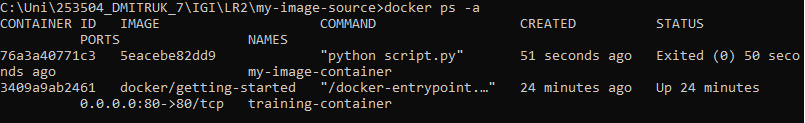 C:\Uni\253504_DMITRUK_7\IGI\LR2\my-image-source>docker ps -a
CONTAINER ID   IMAGE                    COMMAND                  CREATED          STATUS
          PORTS                NAMES
76a3a40771c3   5eacebe82dd9             "python script.py"       51 seconds ago   Exited (0) 50 seco
nds ago                        my-image-container
3409a9ab2461   docker/getting-started   "/docker-entrypoint.…"   24 minutes ago   Up 24 minutes
          0.0.0.0:80->80/tcp   training-container